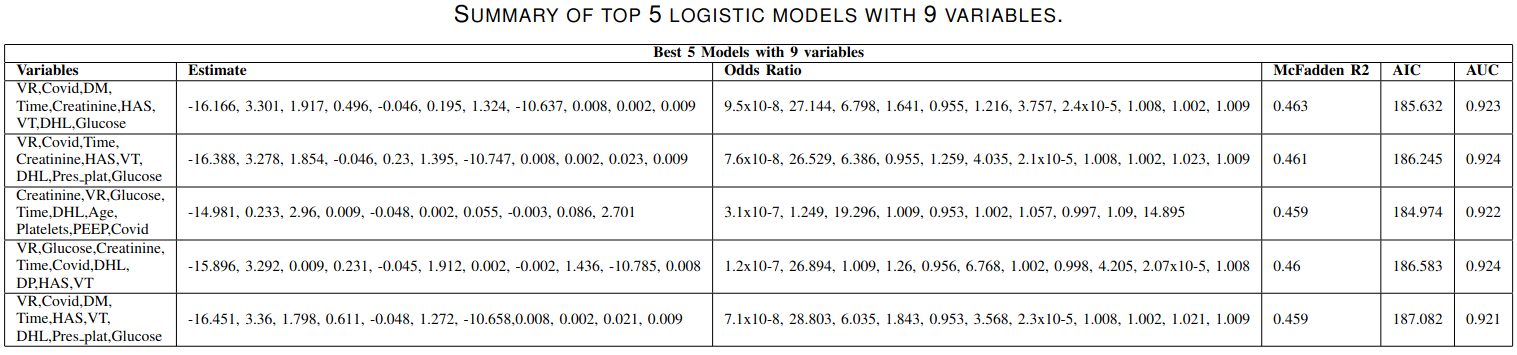 SUMMARY OF TOP 5 LOGISTIC MODELS WITH 9 VARIABLES.
Best 5 Models with 9 variables
Variables Estimate Odds Ratio McFadden R2 AIC AUC
VR,Covid,DM,
Time,Creatinine,HAS,
VT,DHL,Glucose
-16.166, 3.301, 1.917, 0.496, -0.046, 0.195, 1.324, -10.637, 0.008, 0.002, 0.009
9.5x10-8, 27.144, 6.798, 1.641, 0.955, 1.216, 3.757, 2.4x10-5, 1.008, 1.002, 1.009
0.463
185.632
0.923
VR,Covid,Time,
Creatinine,HAS,VT,
DHL,Pres_plat,Glucose
-16.388, 3.278, 1.854, -0.046, 0.23, 1.395, -10.747, 0.008, 0.002, 0.023, 0.009
7.6x10-8, 26.529, 6.386, 0.955, 1.259, 4.035, 2.1x10-5, 1.008, 1.002, 1.023, 1.009
0.461
186.245
0.924
Creatinine,VR,Glucose,
Time,DHL,Age,
Platelets,PEEP,Covid
-14.981, 0.233, 2.96, 0.009, -0.048, 0.002, 0.055, -0.003, 0.086, 2.701
3.1x10-7, 1.249, 19.296, 1.009, 0.953, 1.002, 1.057, 0.997, 1.09, 14.895
0.459
184.974
0.922
VR,Glucose,Creatinine,
Time,Covid,DHL,
DP,HAS,VT
-15.896, 3.292, 0.009, 0.231, -0.045, 1.912, 0.002, -0.002, 1.436, -10.785, 0.008
1.2x10-7, 26.894, 1.009, 1.26, 0.956, 6.768, 1.002, 0.998, 4.205, 2.07x10-5, 1.008
0.46
186.583
0.924
VR,Covid,DM,
Time,HAS,VT,
DHL,Pres_plat,Glucose
-16.451, 3.36, 1.798, 0.611, -0.048, 1.272, -10.658,0.008, 0.002, 0.021, 0.009
7.1x10-8, 28.803, 6.035, 1.843, 0.953, 3.568, 2.3x10-5, 1.008, 1.002, 1.021, 1.009
0.459
187.082
0.921